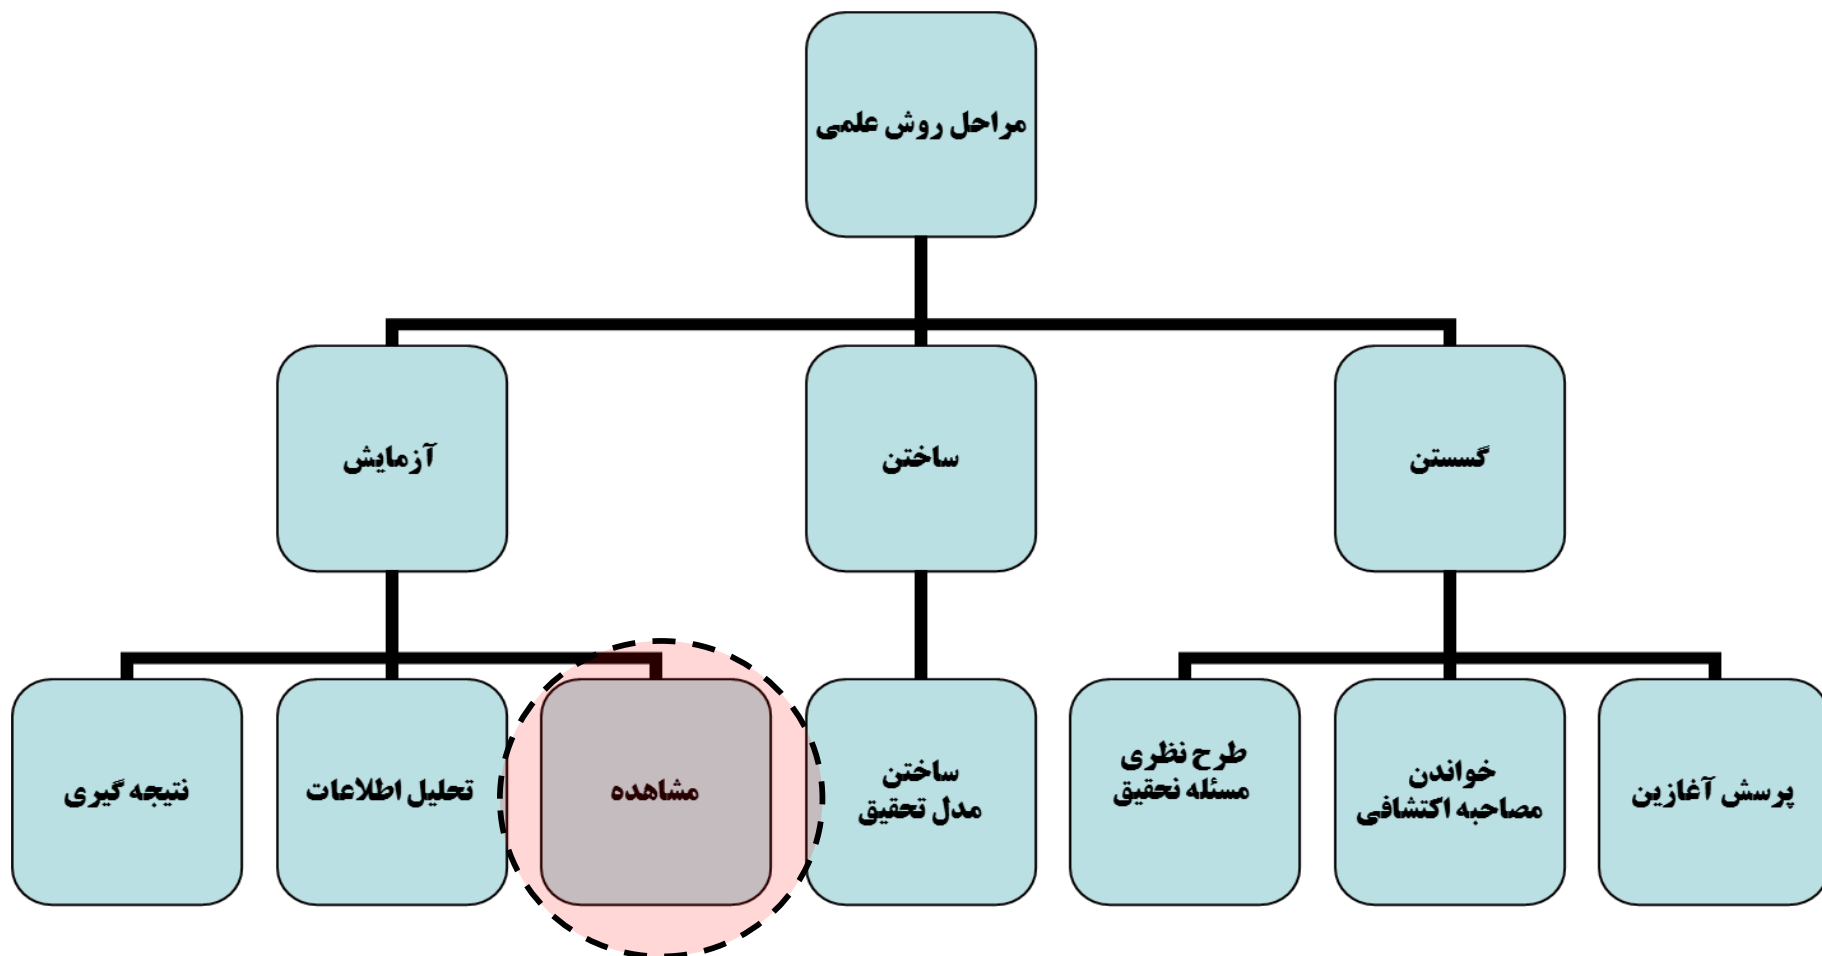 مراحل روش علمی
گسستن
ساختن
آزمایش
پرسش آغازین
خواندن
مصاحبه اکتشافی
طرح نظری
مسئله تحقیق
ساختن
مدل تحقیق
مشاهده
تحلیل اطلاعات
نتیجه گیری